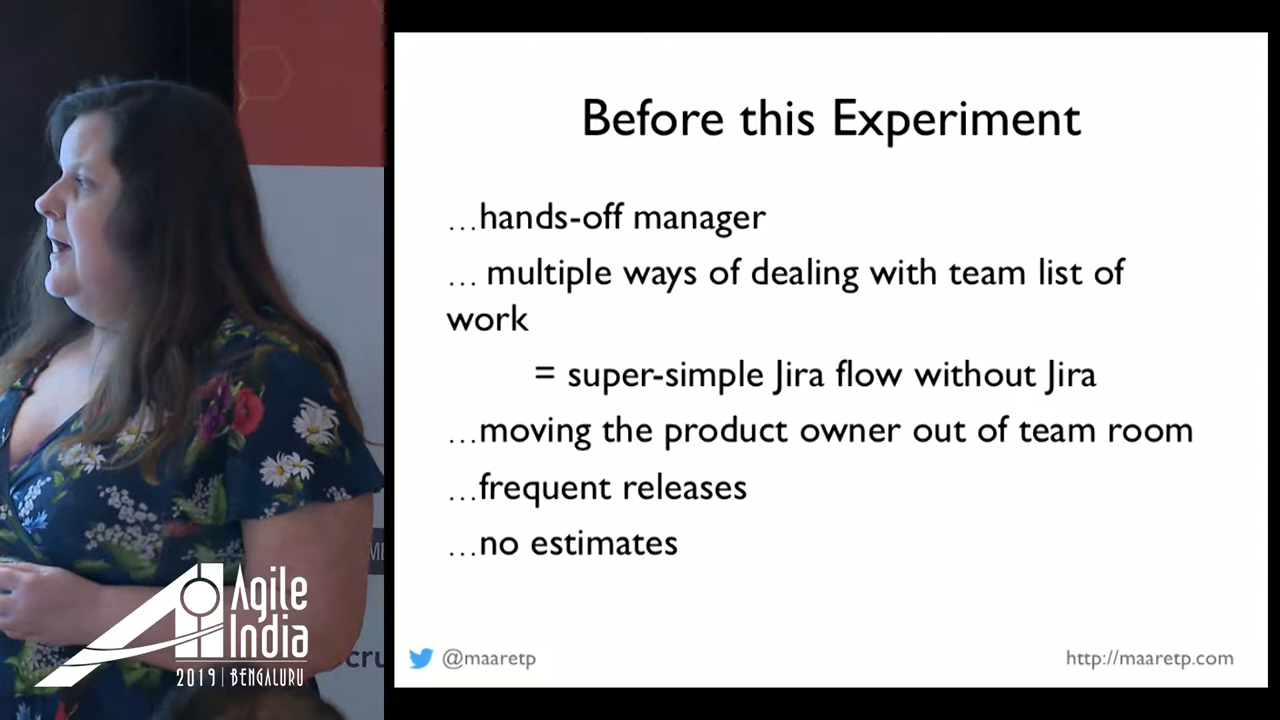 Before this Experiment
…hands-off manager
… multiple ways of dealing with team list of
work
= super-simple Jira flow without Jira
…moving the product owner out of team room
…frequent releases
…no estimates
@maaretp
http://maaretp.com
Agile
India
2019 | BENGALURU
cru